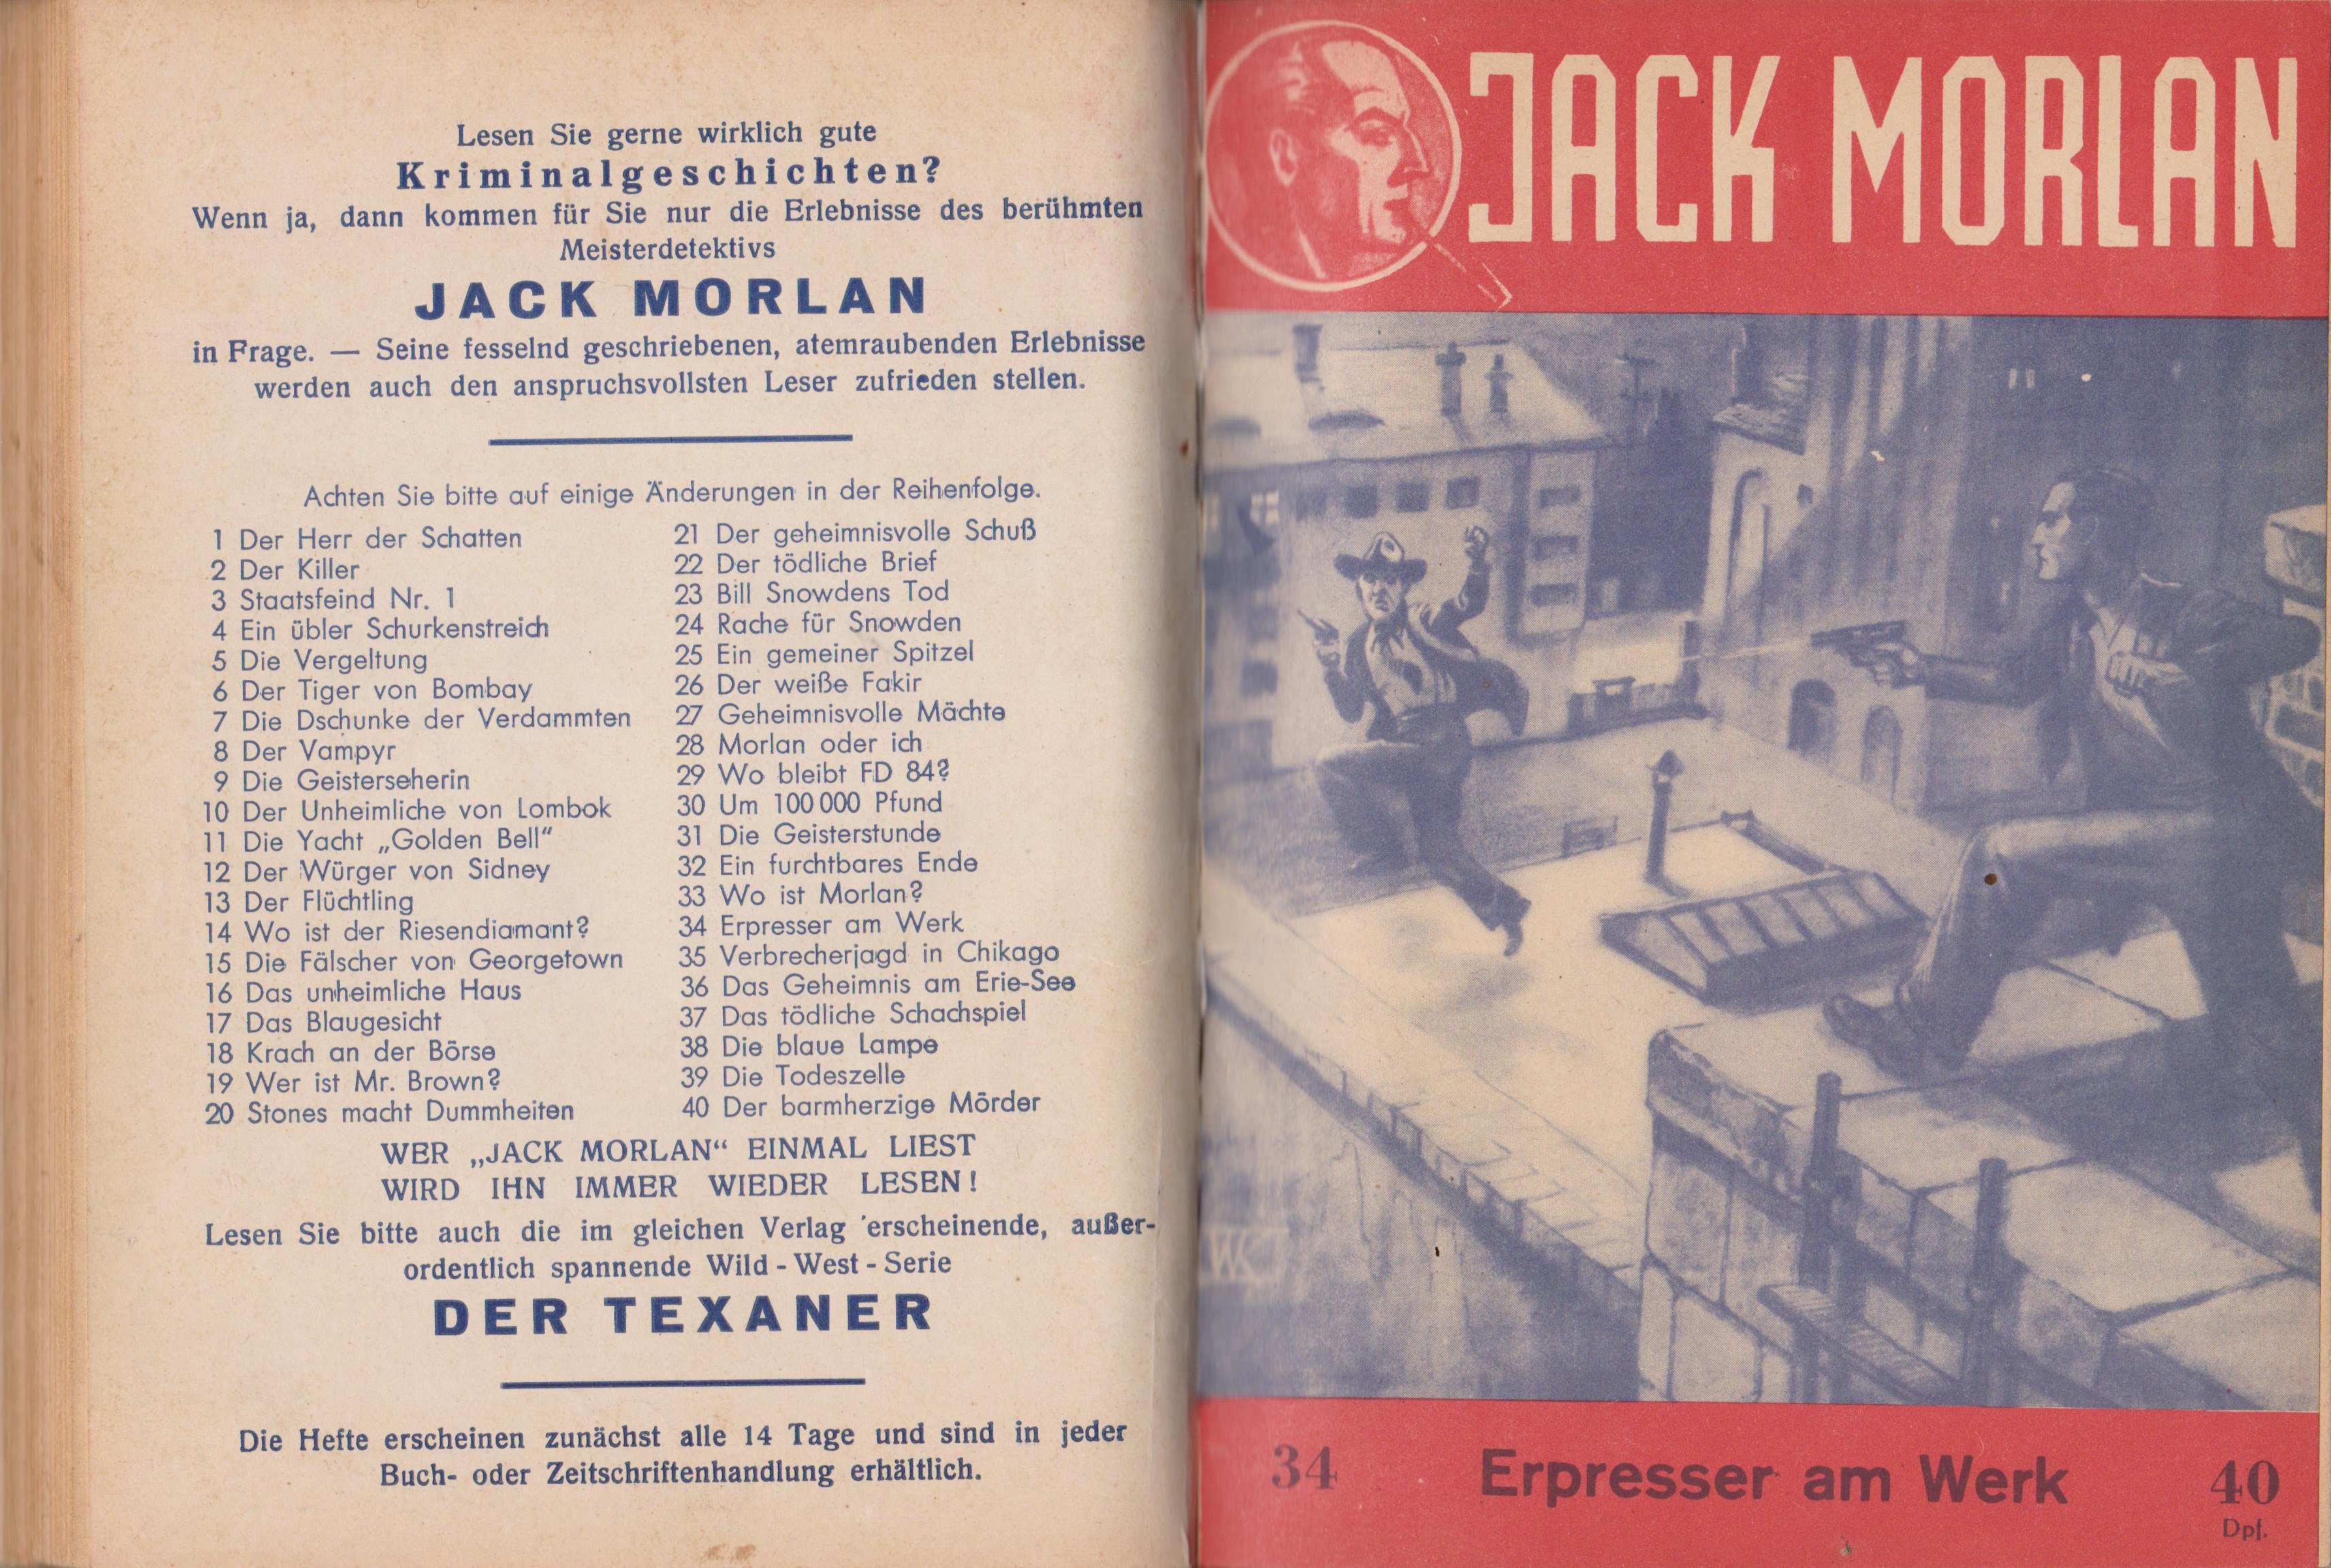 Lesen Sie gerne wirklich gute
Kriminalgeschichten?
Wenn ja, dann kommen für Sie nur die Erlebnisse des berühmten
Meisterdetektivs
JACK MORLAN
in Frage. — Seine fesselnd geschriebenen, atemraubenden Erlebnisse
werden auch den anspruchsvollsten Leser zufrieden stellen.
Achten Sie bitte auf einige Änderungen in der Reihenfolge.
1 Der Herr der Schatten
2 Der Killer
3 Staatsfeind Nr. 1
4 Ein übler Schurkenstreich
5 Die Vergeltung
6 Der Tiger von Bombay
7 Die Dschunke der Verdammten
8 Der Vampyr
9 Die Geisterseherin
10 Der Unheimliche von Lombok
11 Die Yacht „Golden Bell“
12 Der Würger von Sidney
13 Der Flüchtling
14 Wo ist der Riesendiamant?
15 Die Fälscher von Georgetown
16 Das unheimliche Haus
17 Das Blaugesicht
18 Krach an der Börse
19 Wer ist Mr. Brown?
20 Stones macht Dummheiten
21 Der geheimnisvolle Schuß
22 Der tödliche Brief
23 Bill Snowdens Tod
24 Rache für Snowden
25 Ein gemeiner Spitzel
26 Der weiße Fakir
27 Geheimnisvolle Mächte
28 Morlan oder ich
29 Wo bleibt FD 84?
30 Um 100 000 Pfund
31 Die Geisterstunde
32 Ein furchtbares Ende
33 Wo ist Morlan?
34 Erpresser am Werk
35 Verbrecherjagd in Chikago
36 Das Geheimnis am Erie-See
37 Das tödliche Schachspiel
38 Die blaue Lampe
39 Die Todeszelle
40 Der barmherzige Mörder
WER „JACK MORLAN“ EINMAL LIEST
WIRD IHN IMMER WIEDER LESEN!
Lesen Sie bitte auch die im gleichen Verlag erscheinende, außer-
ordentlich spannende Wild-West-Serie
DER TEXANER
Die Hefte erscheinen zunächst alle 14 Tage und sind in jeder
Buch- oder Zeitschriftenhandlung erhältlich.
JACK MORLAN
34 Erpresser am Werk 40
Dpf.